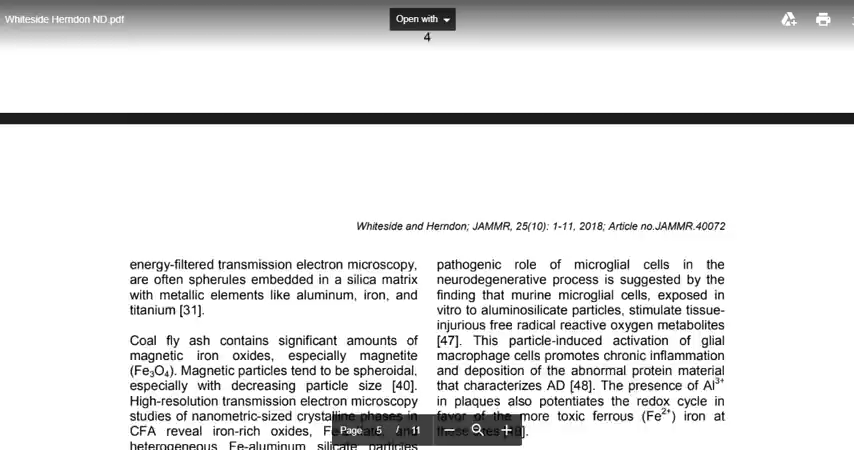 Whiteside Herndon ND.pdf
Open with
4
Whiteside and Herndon; JAMMR, 25(10): 1-11, 2018; Article no.JAMMR.40072
energy-filtered transmission electron microscopy,
are often spherules embedded in a silica matrix
with metallic elements like aluminum, iron, and
titanium [31].
Coal fly ash contains significant amounts of
magnetic iron oxides, especially magnetite
(Fe3O4). Magnetic particles tend to be spheroidal,
especially with decreasing particle size [40].
High-resolution transmission electron microscopy
studies of nanometric-sized crystalline phases in
CFA reveal iron-rich oxides, and
heterogeneous Fe-aluminum silicate particles
pathogenic role of microglial cells in the
neurodegenerative process is suggested by the
finding that murine microglial cells, exposed in
vitro to aluminosilicate particles, stimulate tissue-
injurious free radical reactive oxygen metabolites
[47]. This particle-induced activation of glial
macrophage cells promotes chronic inflammation
and deposition of the abnormal protein material
that characterizes AD [48]. The presence of Al3+
in plaques also potentiates the redox cycle in
favor of the more toxic ferrous (Fe2+) iron at
these sites
Page 5 / 11